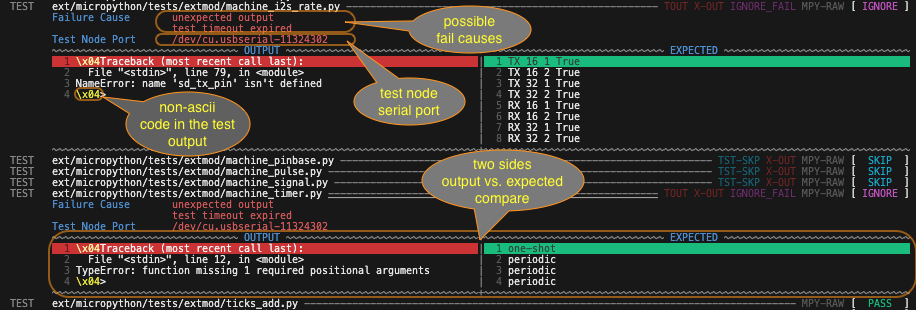 TEST ext/micropython/tests/extmod/machine_i2s_rate.py TOUT X-OUT IGNORE_FAIL MPY-RAW [ IGNORE ]
Failure Cause unexpected output
test timeout expired
possible
fail causes
Test Node Port /dev/cu.usbserial-11324302
OUTPUT EXPECTED
1 \x04Traceback (most recent call last): 1 TX 16 1 True
2 File "<stdin>", line 79, in <module> 2 TX 16 2 True
3 NameError: name 'sd_tx_pin' isn't defined 3 TX 32 1 True
4 \x04> 4 TX 32 2 True
5 RX 16 1 True
6 RX 16 2 True
7 RX 32 1 True
8 RX 32 2 True
test node
serial port
non-ascii
code in the test
output
TEST ext/micropython/tests/extmod/machine_pinbase.py TST-SKP X-OUT MPY-RAW [ SKIP ]
TEST ext/micropython/tests/extmod/machine_pulse.py TST-SKP X-OUT MPY-RAW [ SKIP ]
TEST ext/micropython/tests/extmod/machine_signal.py TST-SKP X-OUT MPY-RAW [ SKIP ]
TEST ext/micropython/tests/extmod/machine_timer.py TOUT X-OUT IGNORE_FAIL MPY-RAW [ IGNORE ]
two sides
output vs. expected
compare
Failure Cause unexpected output
test timeout expired
Test Node Port /dev/cu.usbserial-11324302
OUTPUT EXPECTED
1 \x04Traceback (most recent call last): 1 one-shot
2 File "<stdin>", line 12, in <module> 2 periodic
3 TypeError: function missing 1 required positional arguments 3 periodic
4 \x04> 4 periodic
TEST ext/micropython/tests/extmod/ticks_add.py MPY-RAW [ PASS ]